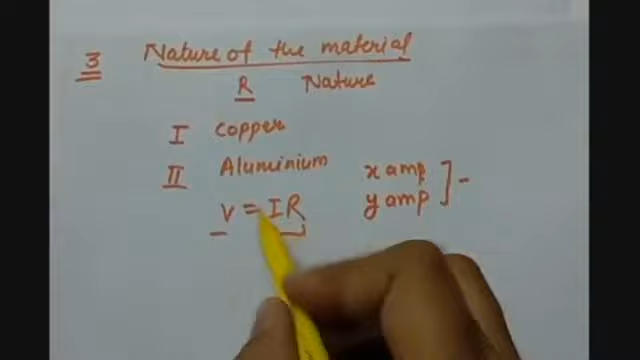 3 Nature of the material
R Nature
I Copper
II Aluminium x amp
V = IR y amp ] -